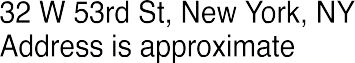 32 W 53rd St, New York, NY
Address is approximate